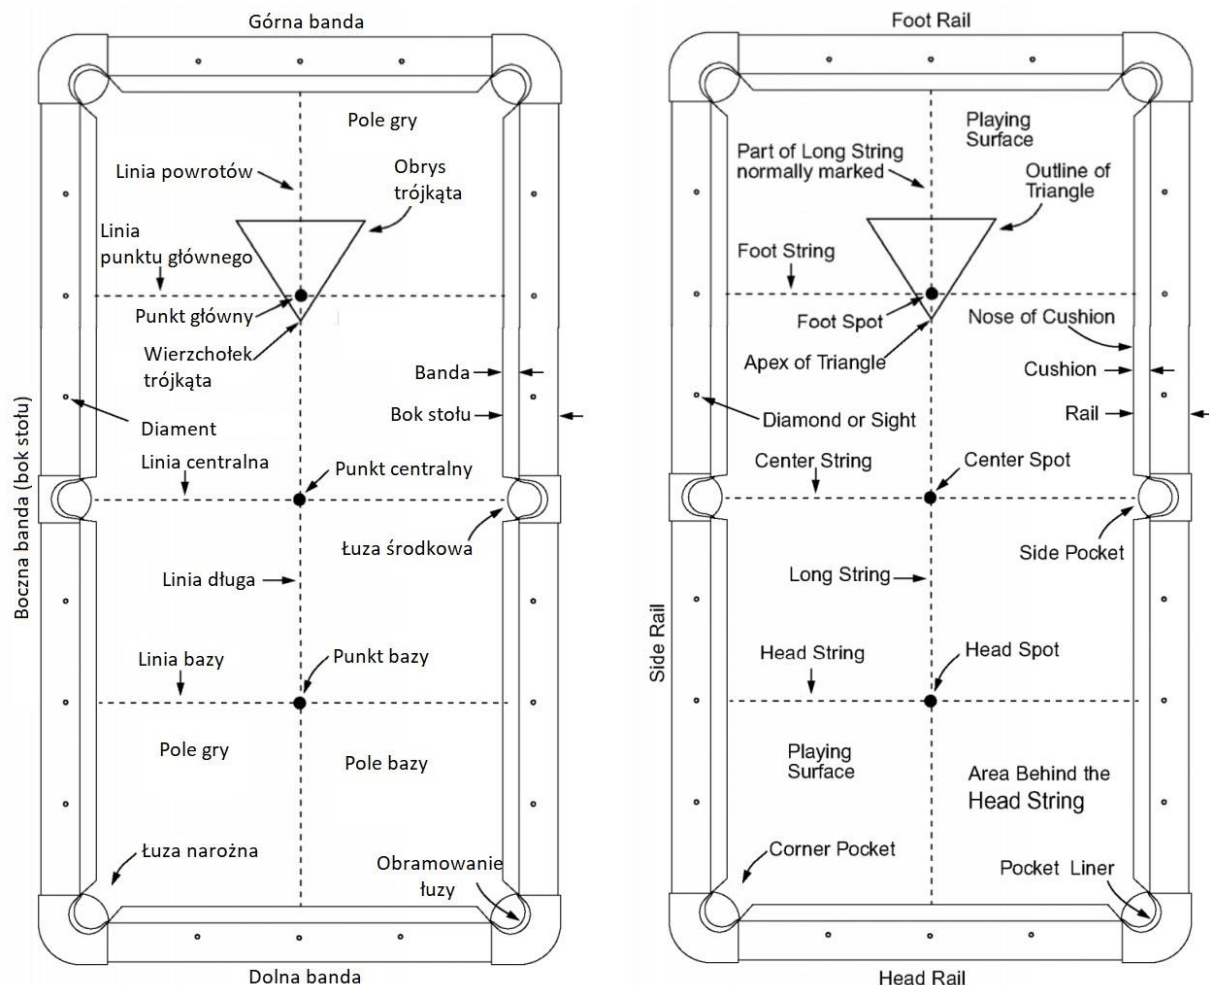 Górna banda
Pole gry
Linia powrotów
Obrys
trójkąta
Linia
punktu głównego
Punkt główny
Wierzchołek
trójkąta
Banda
Bok stołu
Diament
Linia centralna
Punkt centralny
Boczna banda (bok stołu)
Łuza środkowa
Linia długa
Linia bazy
Punkt bazy
Pole gry
Pole bazy
Łuza narożna
Obramowanie
łuzy
Dolna banda
Foot Rail
Playing
Surface
Part of Long String
normally marked
Outline of
Triangle
Foot String
Foot Spot
Nose of Cushion
Apex of Triangle
Cushion
Rail
Diamond or Sight
Center String
Center Spot
Side Pocket
Long String
Side Rail
Head String
Head Spot
Playing
Surface
Area Behind the
Head String
Corner Pocket
Pocket Liner
Head Rail